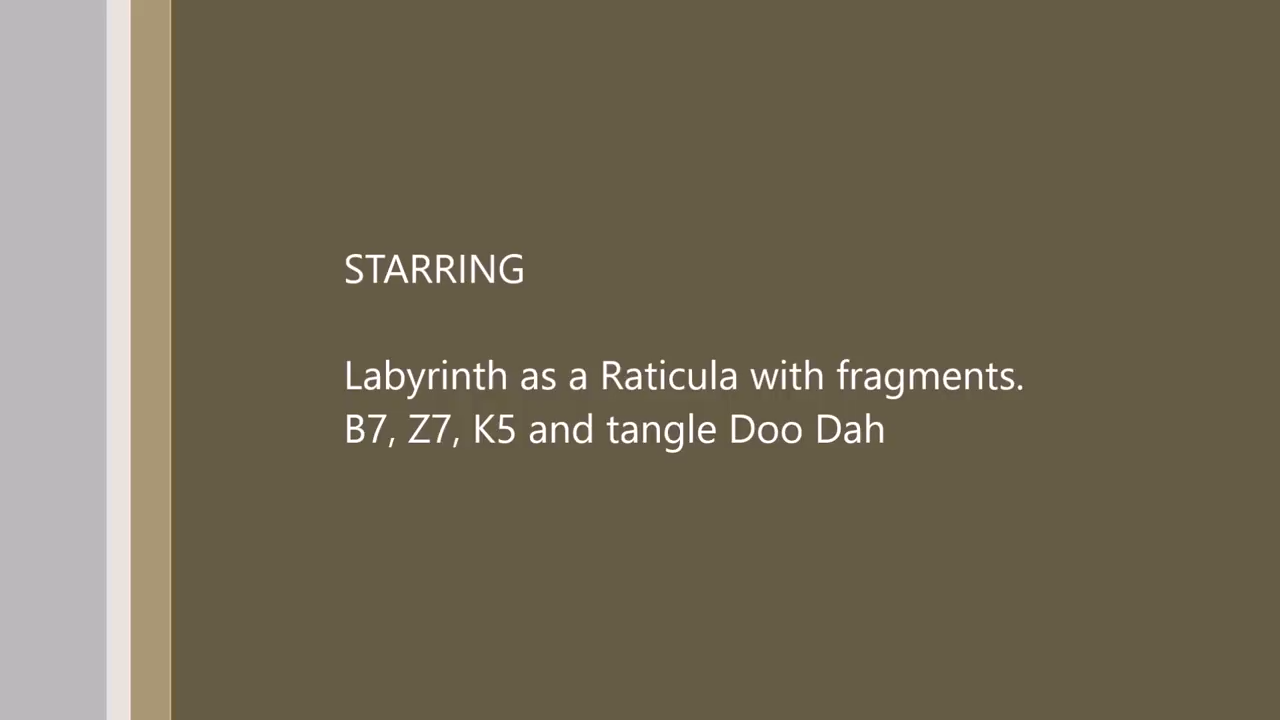 STARRING
Labyrinth as a Raticula with fragments.
B7, Z7, K5 and tangle Doo Dah